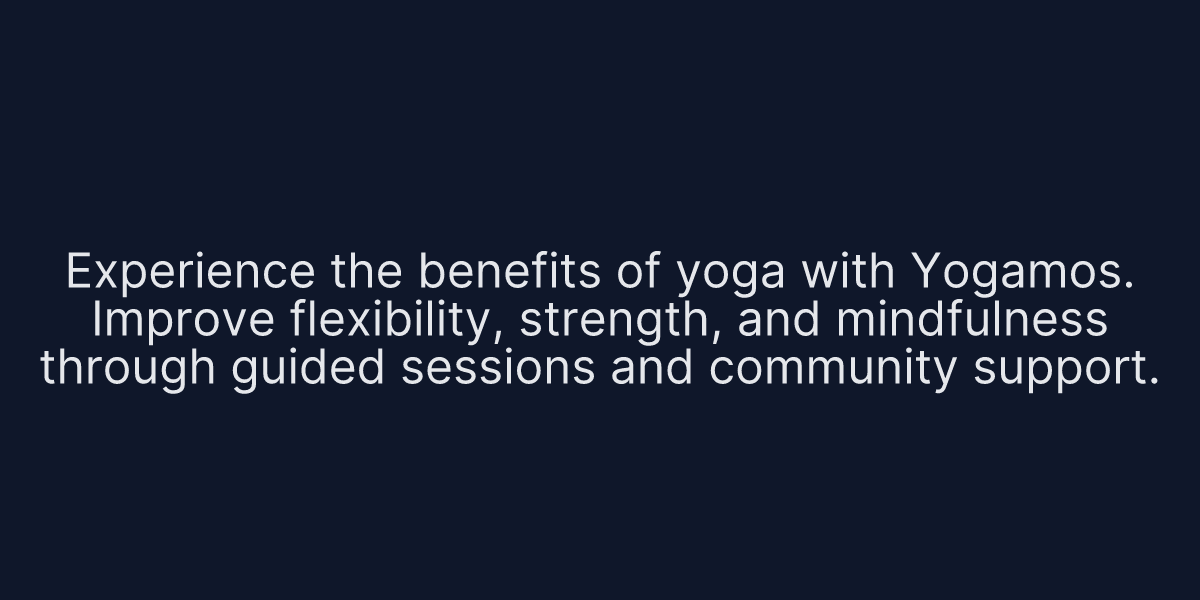 Experience the benefits of yoga with Yogamos.
Improve flexibility, strength, and mindfulness
through guided sessions and community support.